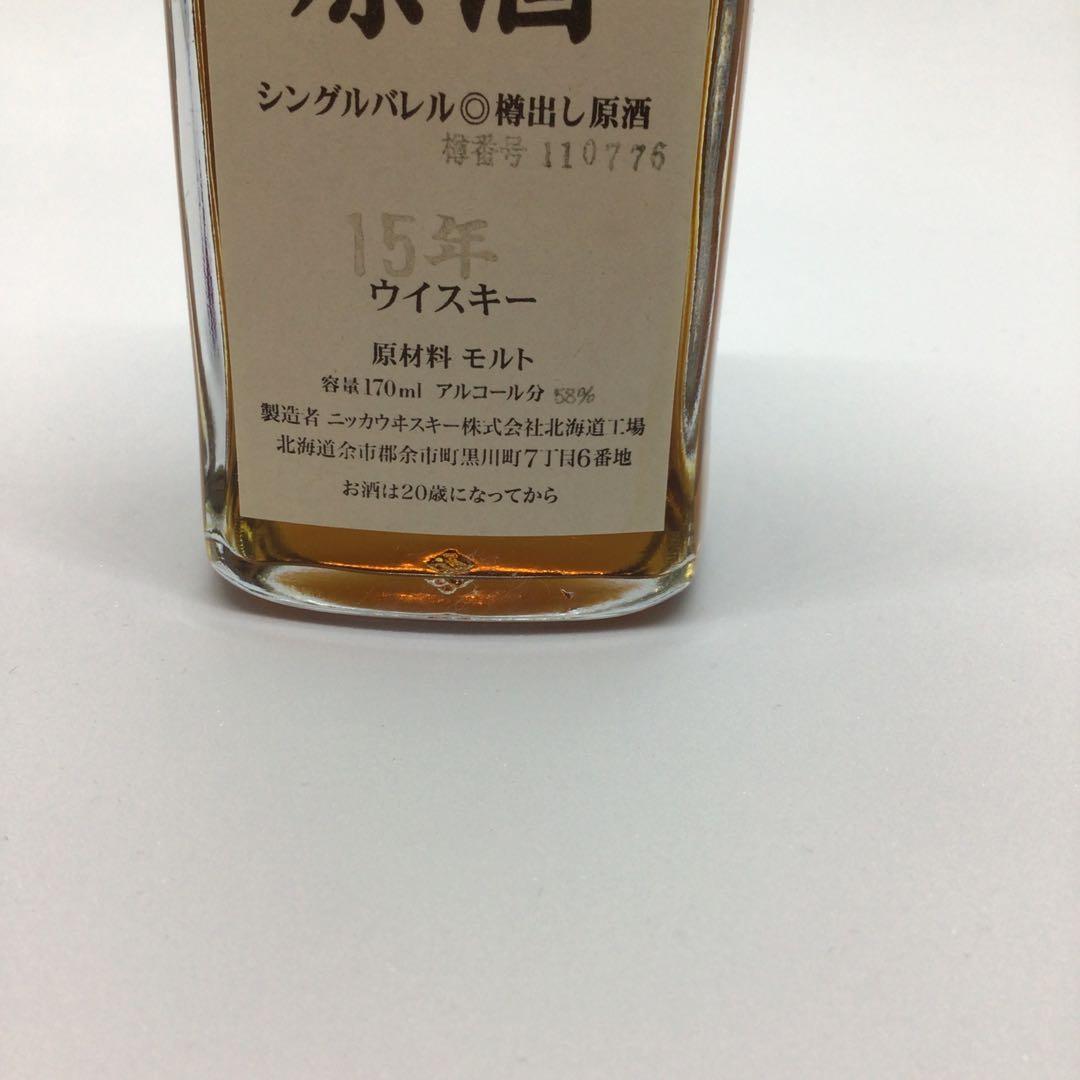 原酒
シングルバレル◎樽出し原酒
樽番号 110776
15年
ウイスキー
原材料 モルト
容量170ml アルコール分 58%
製造者 ニッカウヰスキー株式会社北海道工場
北海道余市郡余市町黒川町7丁目6番地
お酒は20歳になってから